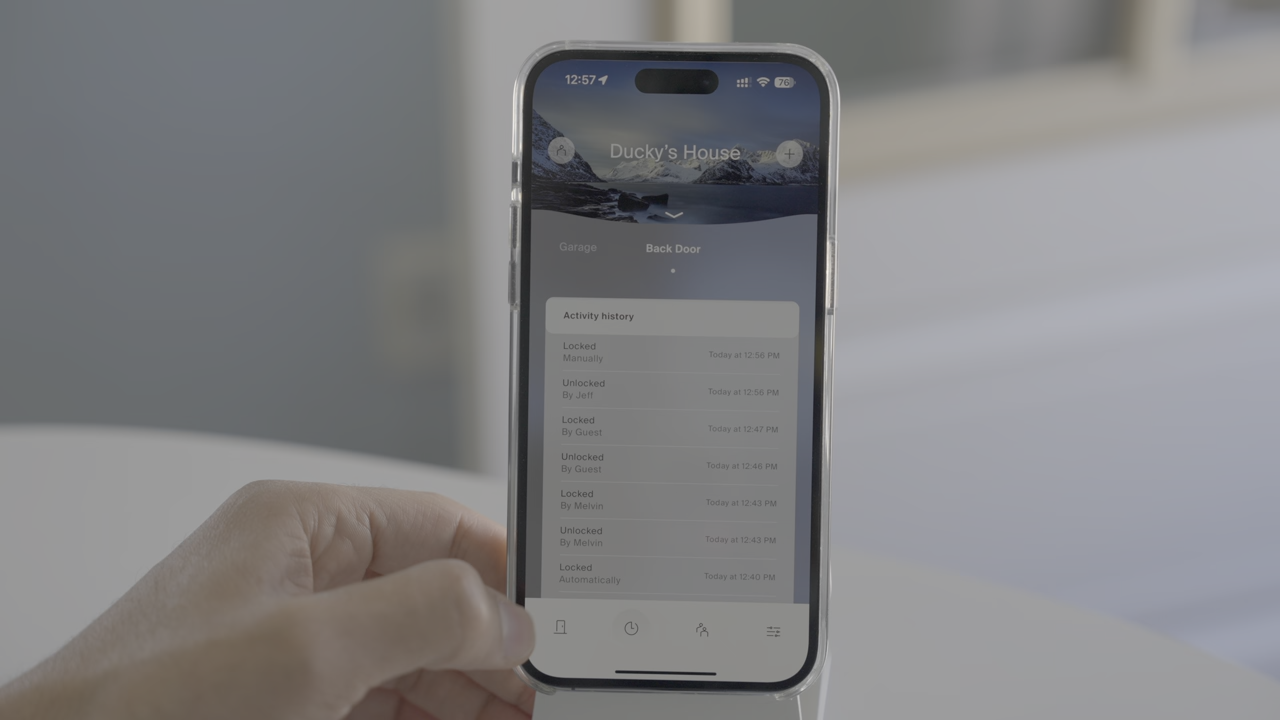 12:57
76
Ducky's House
Garage
Back Door
Activity history
Locked
Manually
Today at 12:56 PM
Unlocked
By Jeff
Today at 12:56 PM
Locked
By Guest
Today at 12:47 PM
Unlocked
By Guest
Today at 12:46 PM
Locked
By Melvin
Today at 12:43 PM
Unlocked
By Melvin
Today at 12:43 PM
Locked
Automatically
Today at 12:40 PM